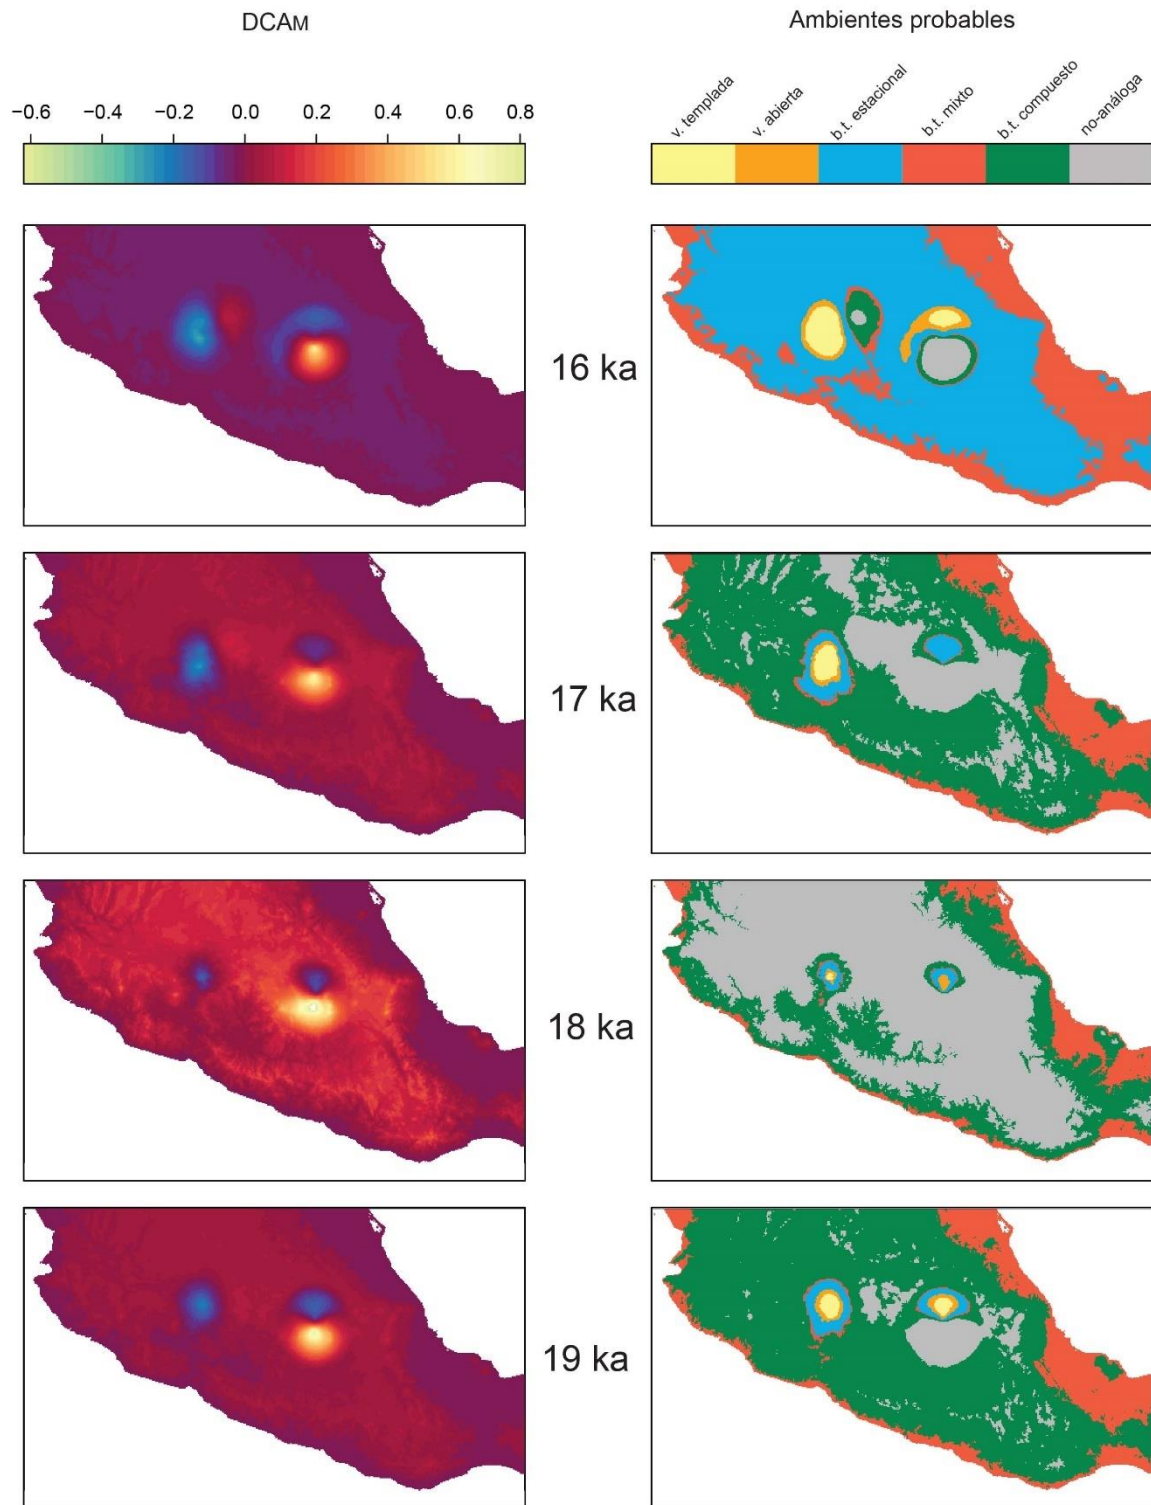 DCAM
Ambientes probables
−0.6 −0.4 −0.2 0.0 0.2 0.4 0.6 0.8
v. templada
v. abierta
b.t. estacional
b.t. mixto
b.t. compuesto
no-análoga
16 ka
17 ka
18 ka
19 ka